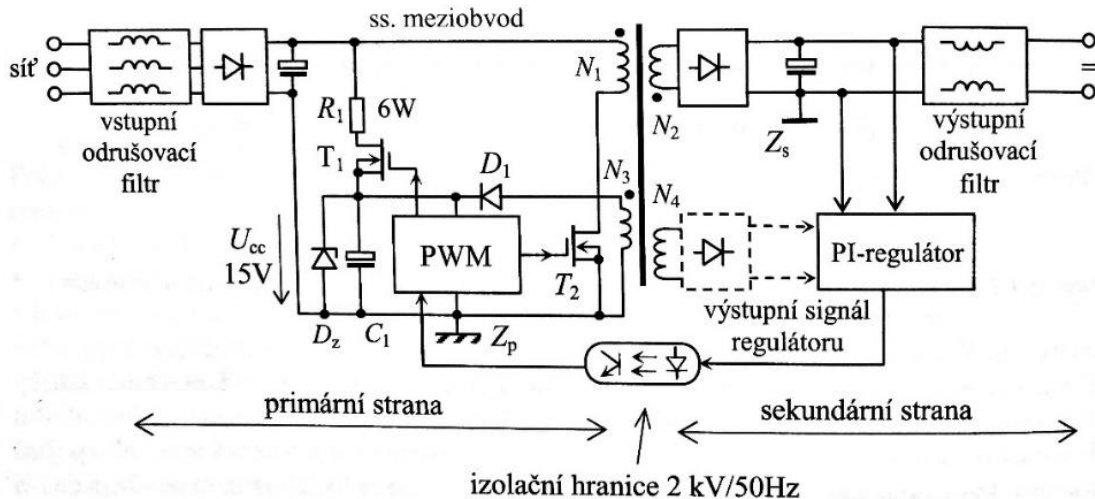 ss. meziobvod
síť
vstupní
odrušovací
filtr
R1
6W
T1
D1
N1
N2
N3
N4
Zs
výstupní
odrušovací
filtr
Ucc
15V
PWM
T2
PI-regulátor
Dz
C1
Zp
výstupní signál
regulátoru
=
primární strana
sekundární strana
izolační hranice 2 kV/50Hz